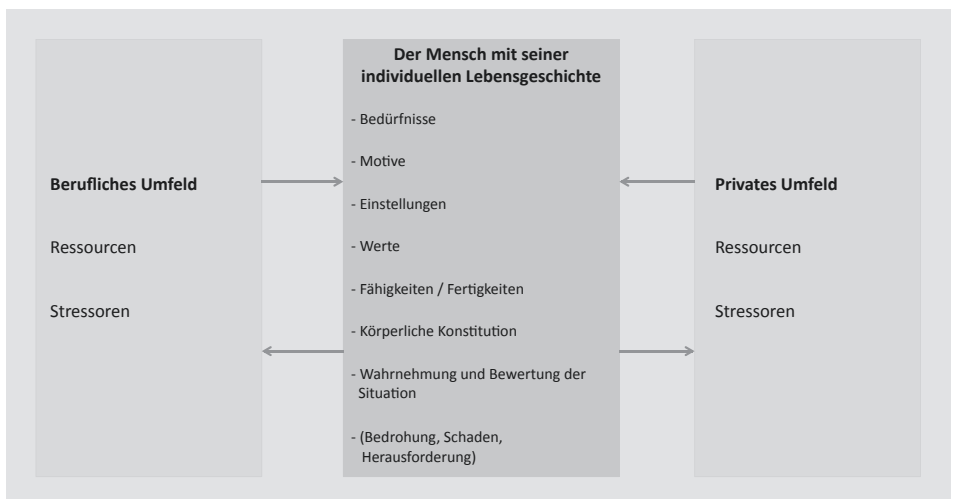 Berufliches Umfeld
Ressourcen
Stressoren
Der Mensch mit seiner
individuellen Lebensgeschichte
- Bedürfnisse
- Motive
- Einstellungen
- Werte
- Fähigkeiten / Fertigkeiten
- Körperliche Konstitution
- Wahrnehmung und Bewertung der
Situation
- (Bedrohung, Schaden,
Herausforderung)
Privates Umfeld
Ressourcen
Stressoren